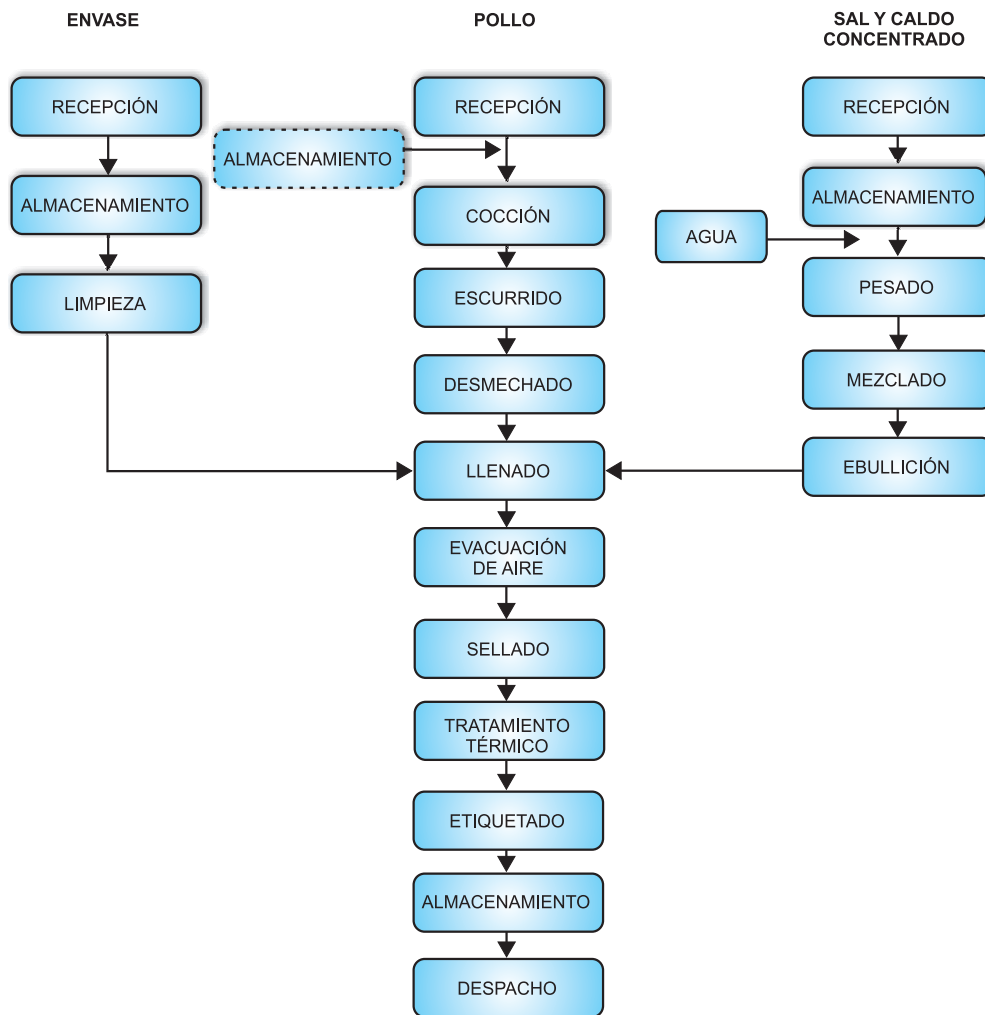 ENVASE
POLLO
SAL Y CALDO
CONCENTRADO
RECEPCIÓN
RECEPCIÓN
RECEPCIÓN
ALMACENAMIENTO
ALMACENAMIENTO
ALMACENAMIENTO
COCCIÓN
AGUA
LIMPIEZA
ESCURRIDO
PESADO
DESMECHADO
MEZCLADO
LLENADO
EBULLICIÓN
EVACUACIÓN
DE AIRE
SELLADO
TRATAMIENTO
TÉRMICO
ETIQUETADO
ALMACENAMIENTO
DESPACHO